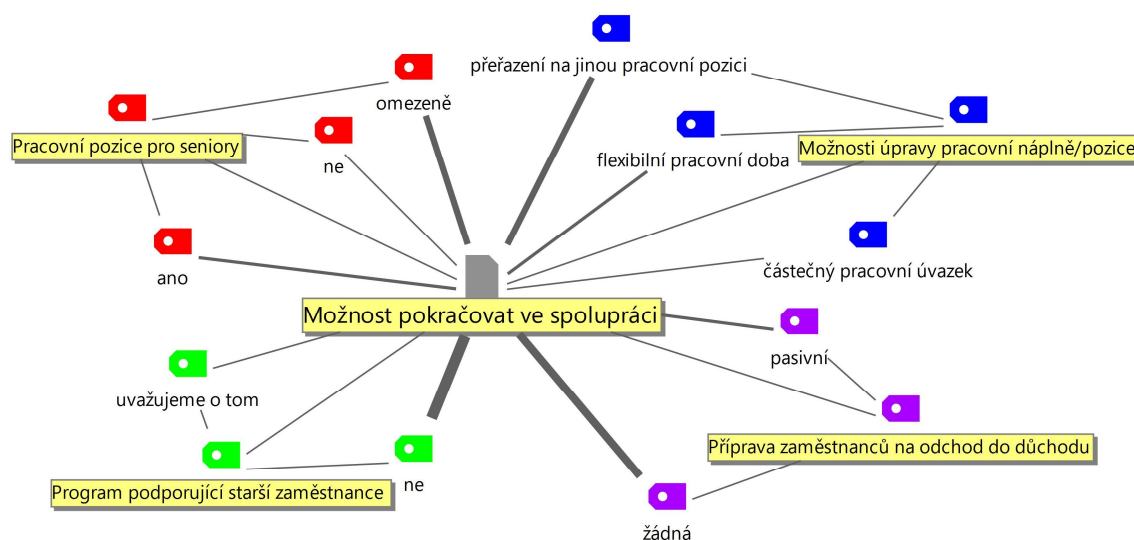 přeřazení na jinou pracovní pozici
omezeně
Pracovní pozice pro seniory
ne
flexibilní pracovní doba
Možnosti úpravy pracovní náplně/pozice
ano
částečný pracovní úvazek
Možnost pokračovat ve spolupráci
pasivní
uvažujeme o tom
Příprava zaměstnanců na odchod do důchodu
Program podporující starší zaměstnance
ne
žádná